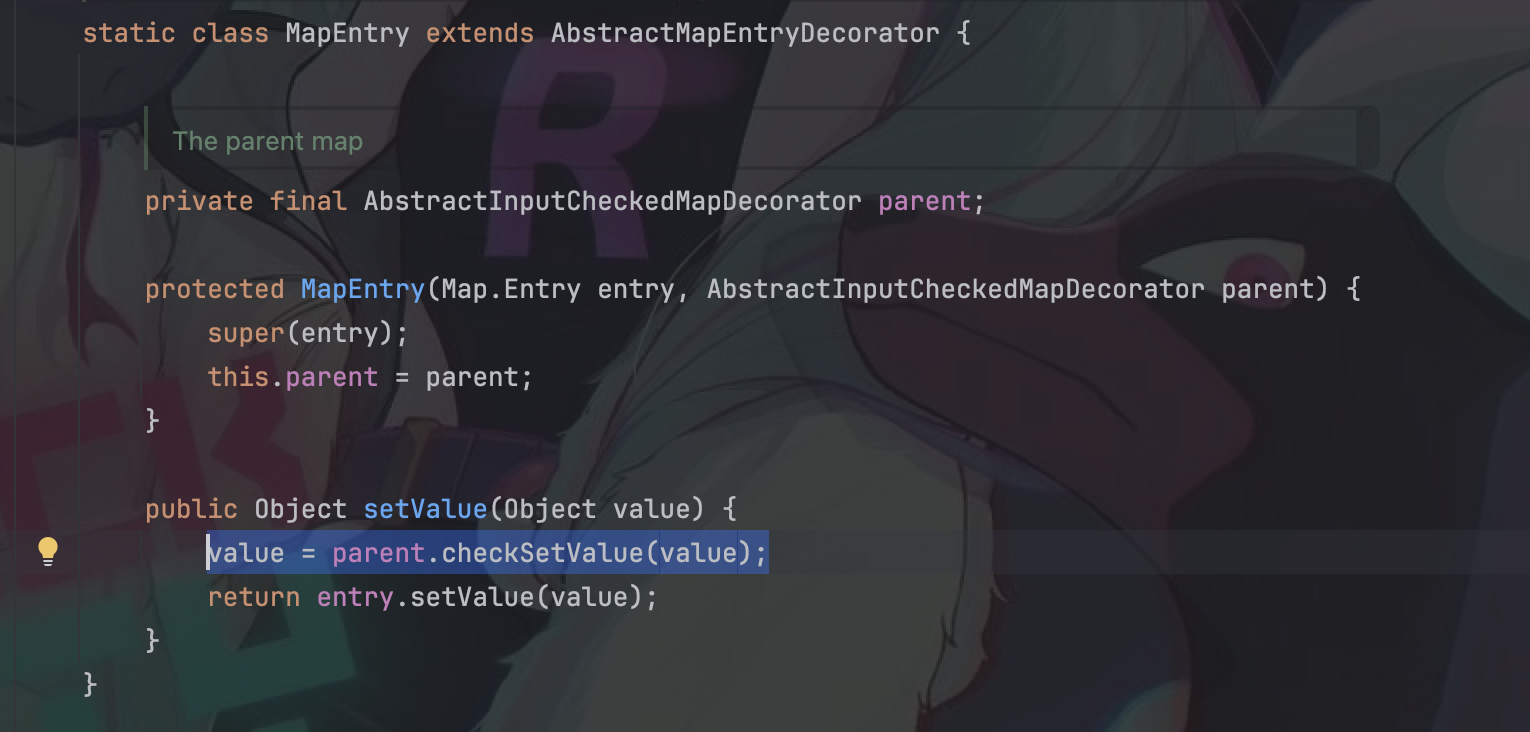 static class MapEntry extends AbstractMapEntryDecorator {
The parent map
private final AbstractInputCheckedMapDecorator parent;
protected MapEntry(Map.Entry entry, AbstractInputCheckedMapDecorator parent) {
super(entry);
this.parent = parent;
}
public Object setValue(Object value) {
value = parent.checkSetValue(value);
return entry.setValue(value);
}
}
R